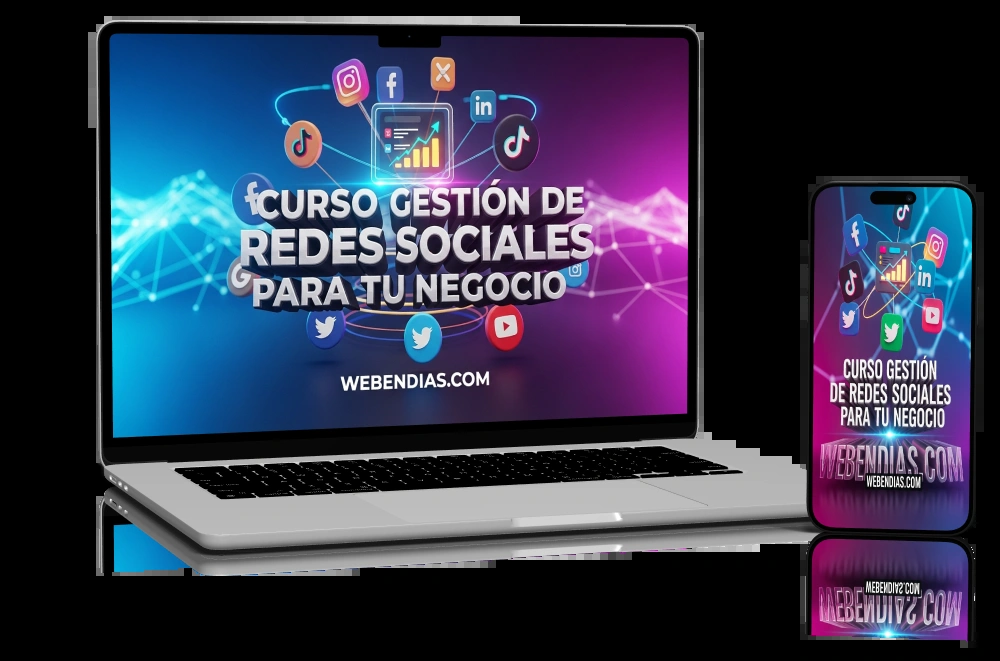 CURSO GESTIÓN DE
REDES SOCIALES
PARA TU NEGOCIO
WEBENDIAS.COM
CURSO GESTIÓN
DE REDES SOCIALES
PARA TU NEGOCIO
WEBENDIAS.COM
WEBENDIAS.COM